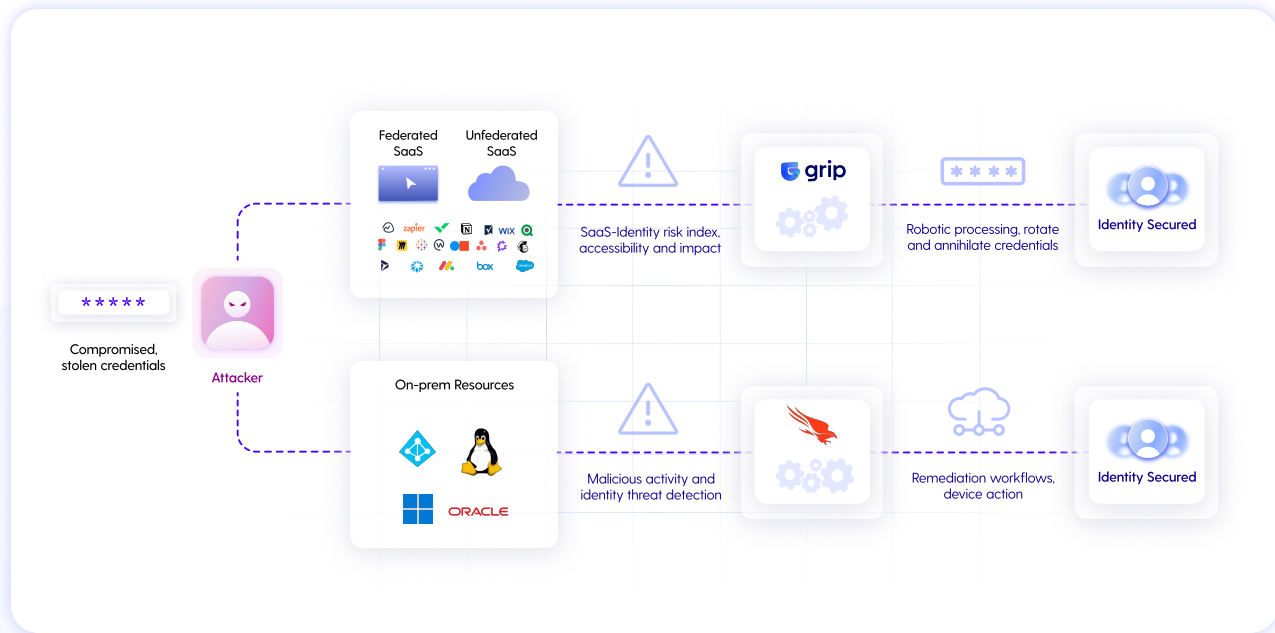 Federated
SaaS
Unfederated
SaaS
zapier
WIX
box
salesforce
SaaS-Identity risk index,
accessibility and impact
grip
* * * *
Robotic processing, rotate
and annihilate credentials
Identity Secured
* * * * *
Compromised,
stolen credentials
Attacker
On-prem Resources
ORACLE
Malicious activity and
identity threat detection
Remediation workflows,
device action
Identity Secured